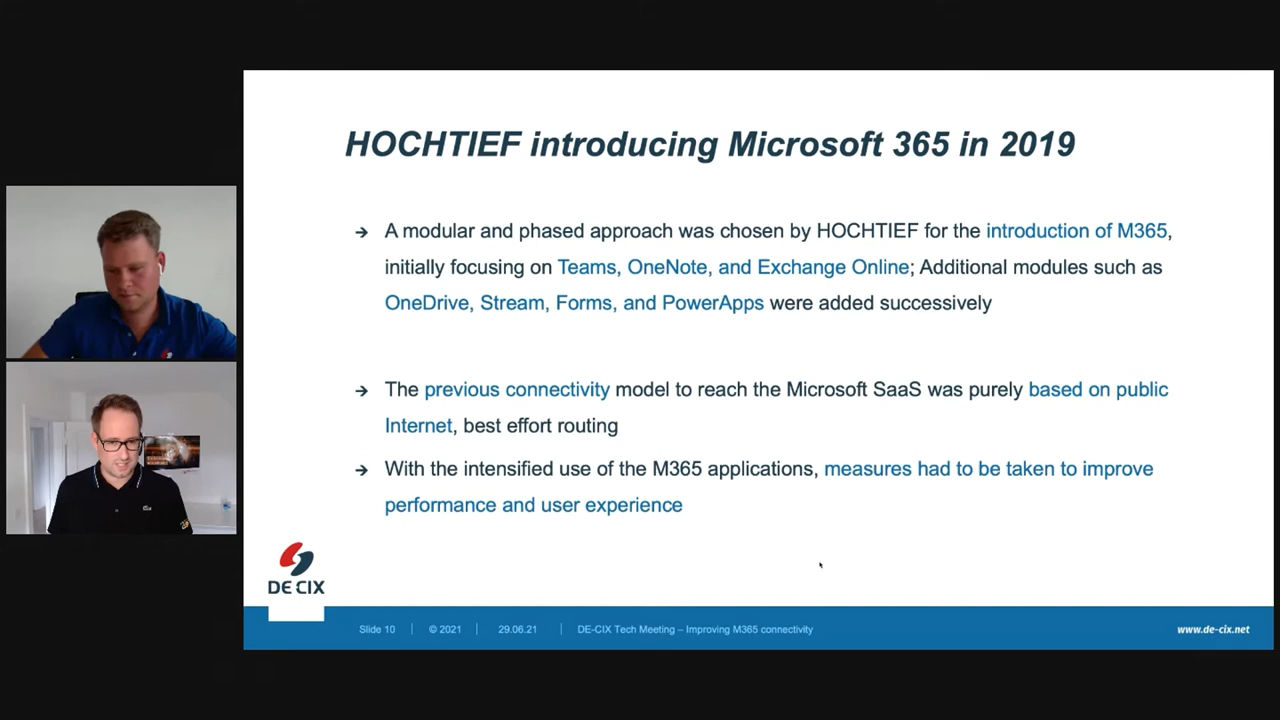 HOCHTIEF introducing Microsoft 365 in 2019
→ A modular and phased approach was chosen by HOCHTIEF for the introduction of M365,
initially focusing on Teams, OneNote, and Exchange Online; Additional modules such as
OneDrive, Stream, Forms, and PowerApps were added successively
→ The previous connectivity model to reach the Microsoft SaaS was purely based on public
Internet, best effort routing
→ With the intensified use of the M365 applications, measures had to be taken to improve
performance and user experience
DE CIX
Slide 10 | © 2021 | 29.06.21 | DE-CIX Tech Meeting – Improving M365 connectivity
www.de-cix.net